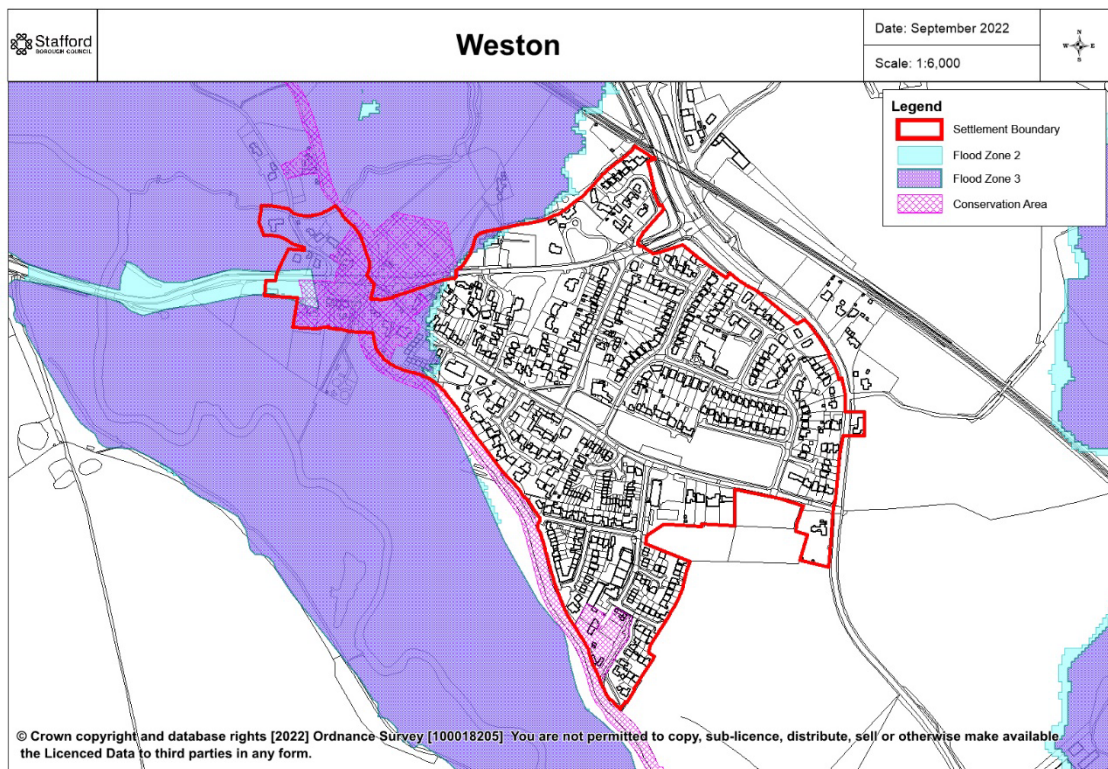 Stafford
BOROUGH COUNCIL
Weston
Date: September 2022
Scale: 1:6,000
N
W E
S
Legend
Settlement Boundary
Flood Zone 2
Flood Zone 3
Conservation Area
© Crown copyright and database rights [2022] Ordnance Survey [100018205] You are not permitted to copy, sub-licence, distribute, sell or otherwise make available
the Licenced Data to third parties in any form.